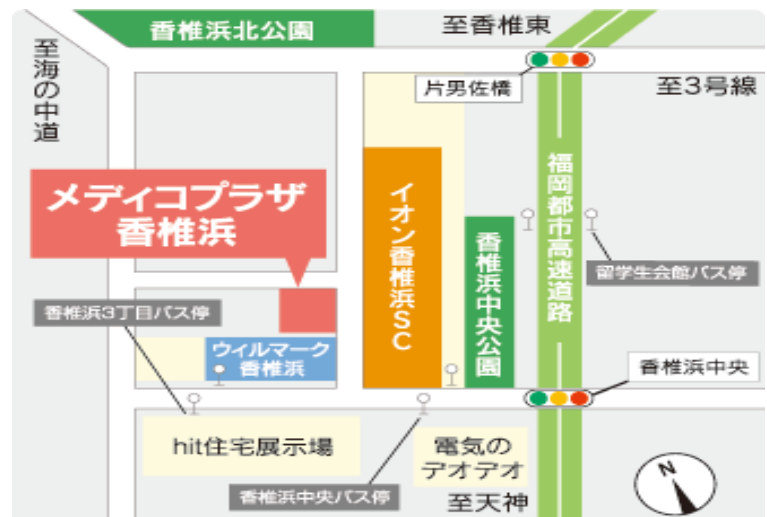 香椎浜北公園
至香椎東
至海の中道
片男佐橋
至3号線
メディコプラザ
香椎浜
イオン香椎浜SC
香椎浜中央公園
福岡都市高速道路
留学生会館バス停
香椎浜3丁目バス停
ウィルマーク
香椎浜
香椎浜中央
hit住宅展示場
電気の
デオデオ
香椎浜中央バス停
至天神
N